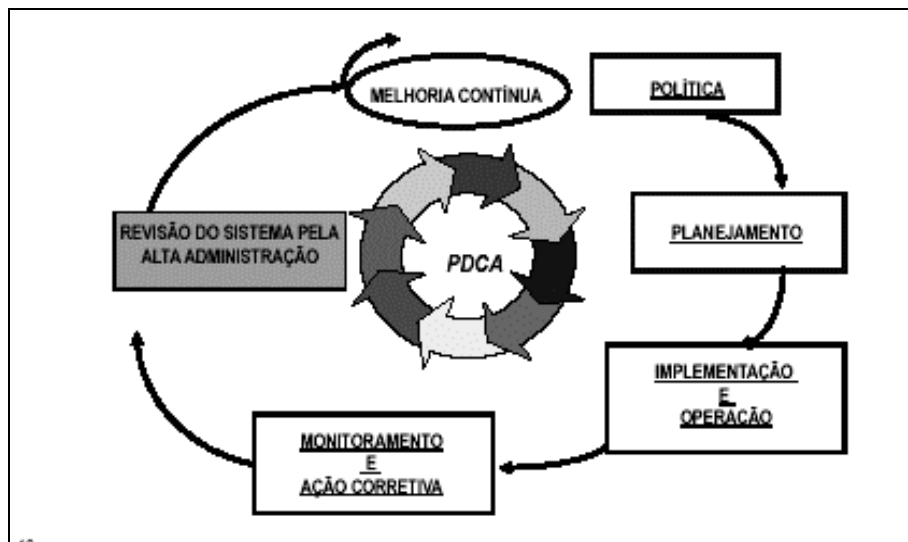 MELHORIA CONTÍNUA
POLÍTICA
PLANEJAMENTO
IMPLEMENTAÇÃO
E
OPERAÇÃO
MONITORAMENTO
E
AÇÃO CORRETIVA
REVISÃO DO SISTEMA PELA
ALTA ADMINISTRAÇÃO
PDCA